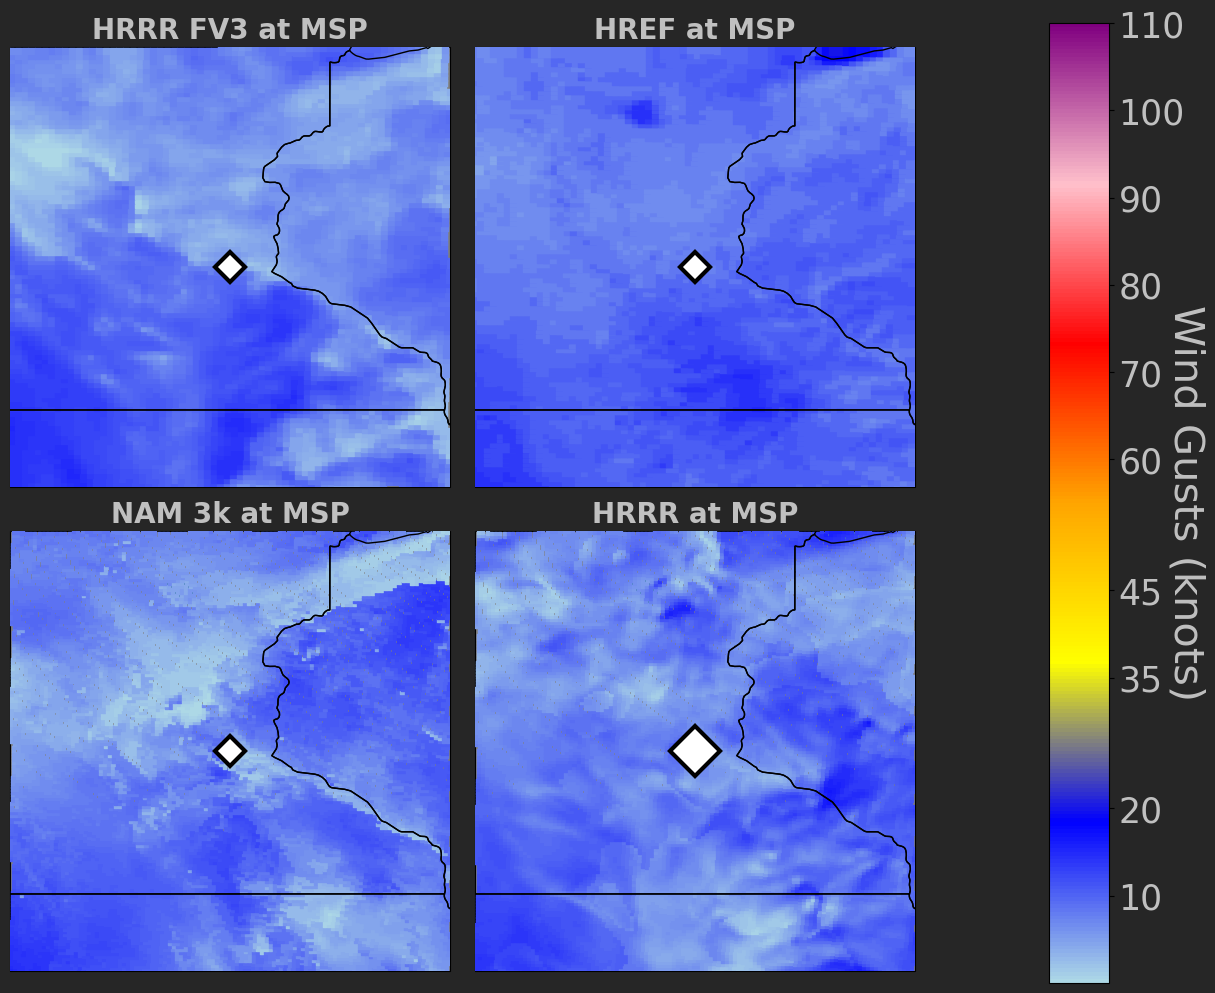 HRRR FV3 at MSP
HREF at MSP
NAM 3k at MSP
HRRR at MSP
110
100
90
80
70
60
45
35
20
10
Wind Gusts (knots)